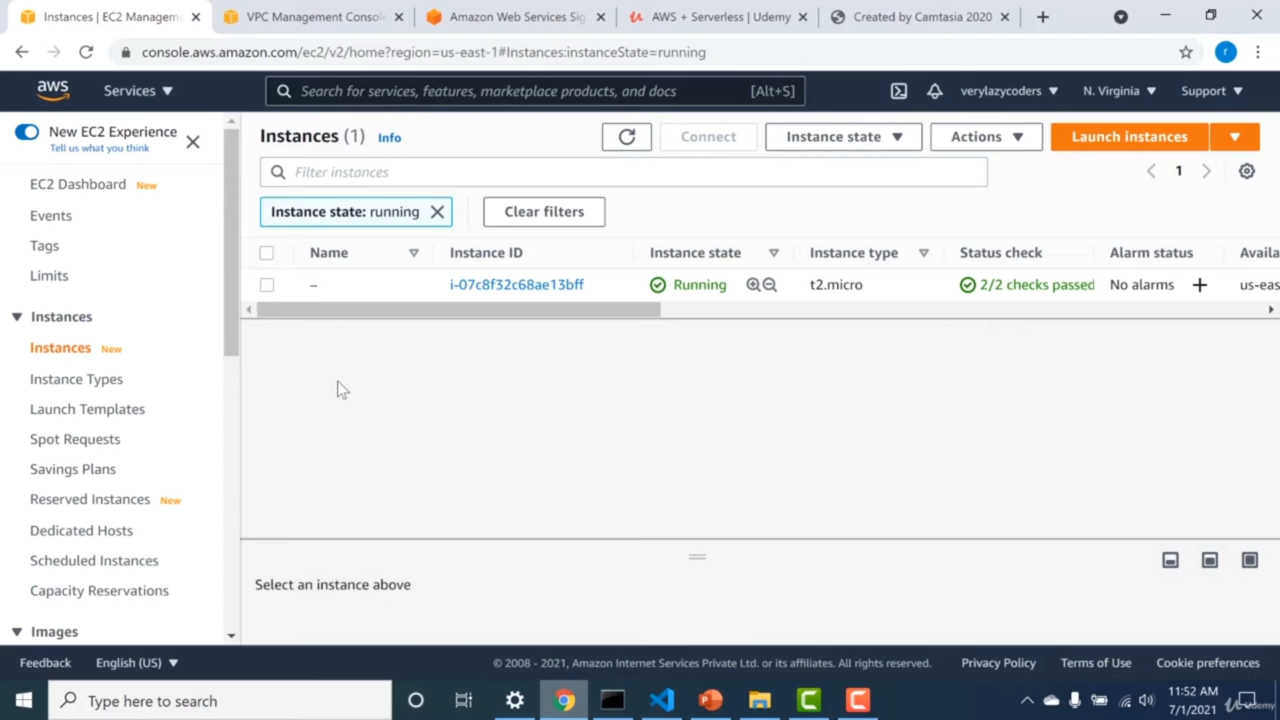 Instances | EC2 Managem
VPC Management Conso
Amazon Web Services Sig
AWS + Serverless | Udemy
Created by Camtasia 2020
console.aws.amazon.com/ec2/v2/home?region=us-east-1#Instances:instanceState=running
r
aws
Services
Search for services, features, marketplace products, and docs
[Alt+S]
verylazycoders
N. Virginia
Support
New EC2 Experience
Tell us what you think
EC2 Dashboard New
Events
Tags
Limits
Instances
Instances New
Instance Types
Launch Templates
Spot Requests
Savings Plans
Reserved Instances New
Dedicated Hosts
Scheduled Instances
Capacity Reservations
Images
Instances (1) Info
Connect
Instance state
Actions
Launch instances
Filter instances
1
Instance state: running
Clear filters
Name Instance ID Instance state Instance type Status check Alarm status Availa
– i-07c8f32c68ae13bff Running t2.micro 2/2 checks passed No alarms + us-eas
Select an instance above
Feedback English (US) © 2008 - 2021, Amazon Internet Services Private Ltd. or its affiliates. All rights reserved. Privacy Policy Terms of Use Cookie preferences
Type here to search
11:52 AM
7/1/2021
Udemy